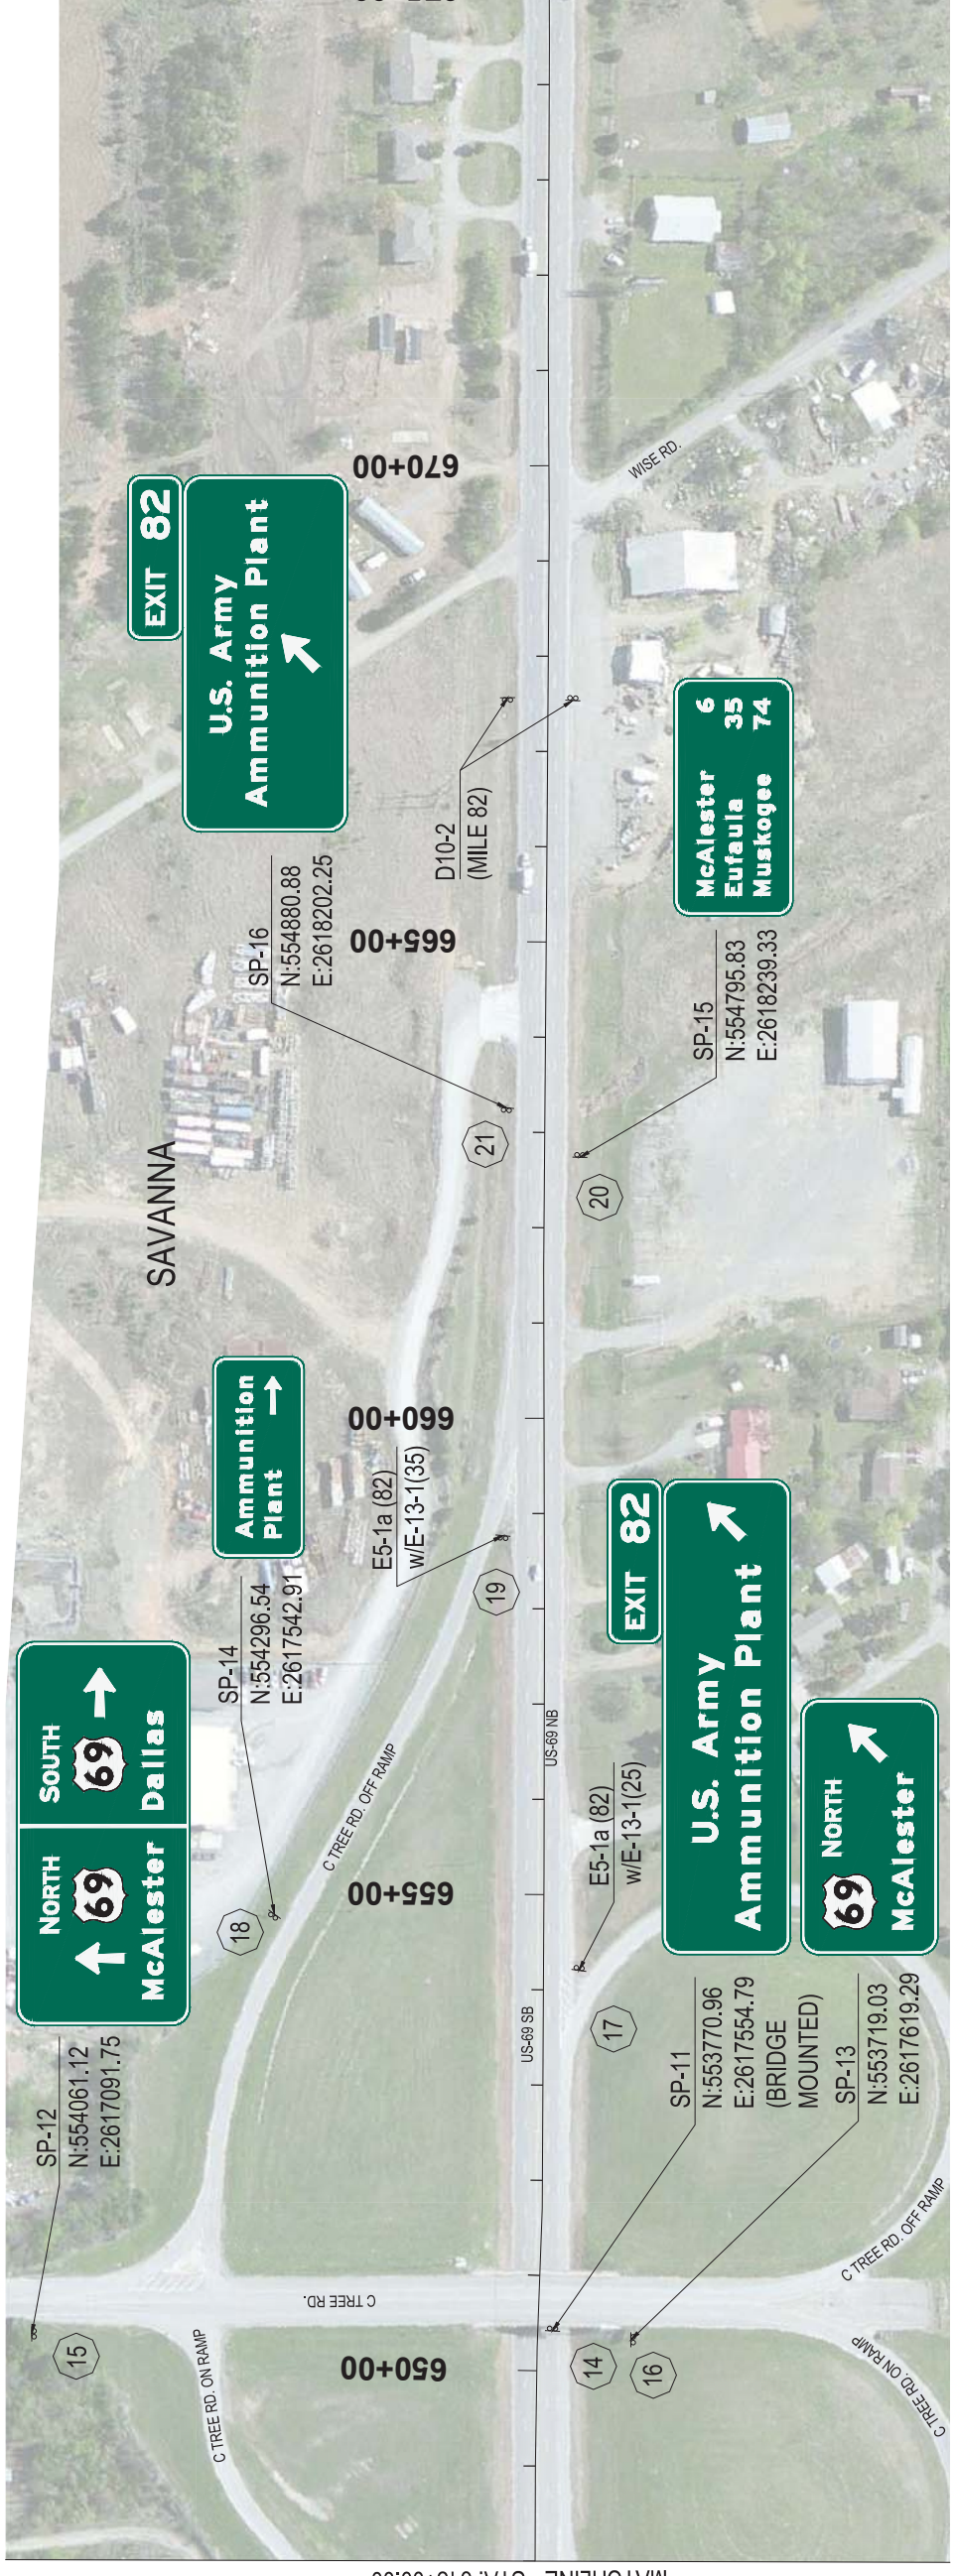 SP-12
N:554061.12
E:2617091.75
NORTH
69
McAlester
SOUTH
69
Dallas
15
SP-14
N:554296.54
E:2617542.91
Ammunition
Plant
18
SAVANNA
SP-16
N:554880.88
E:2618202.25
EXIT 82
U.S. Army
Ammunition Plant
E5-1a (82)
w/E-13-1(35)
19
21
D10-2
(MILE 82)
650+00
655+00
660+00
665+00
670+00
C TREE RD. ON RAMP
C TREE RD.
C TREE RD. OFF RAMP
US-69 SB
US-69 NB
14
16
17
20
E5-1a (82)
w/E-13-1(25)
SP-11
N:553770.96
E:2617554.79
(BRIDGE
MOUNTED)
EXIT 82
U.S. Army
Ammunition Plant
SP-13
N:553719.03
E:2617619.29
69 NORTH
McAlester
SP-15
N:554795.83
E:2618239.33
McAlester 6
Eufaula 35
Muskogee 74
WISE RD.
C TREE RD. ON RAMP
C TREE RD. OFF RAMP